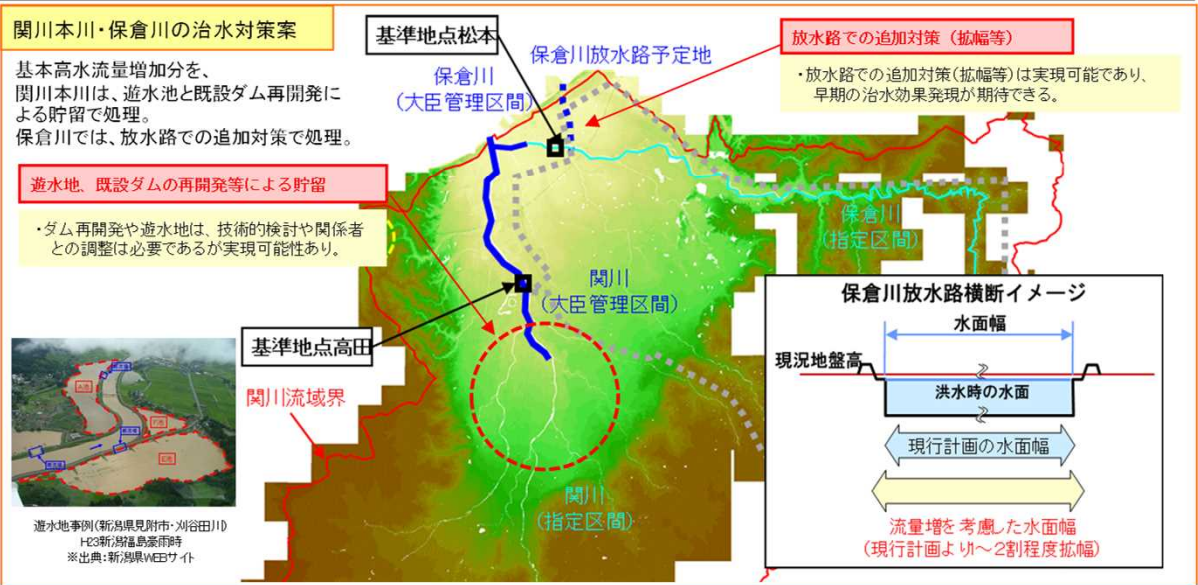 関川本川・保倉川の治水対策案
基本高水流量増加分を、
関川本川は、遊水池と既設ダム再開発に
よる貯留で処理。
保倉川では、放水路での追加対策で処理。
遊水地、既設ダムの再開発等による貯留
・ダム再開発や遊水地は、技術的検討や関係者
との調整は必要であるが実現可能性あり。
基準地点松本
保倉川放水路予定地
保倉川
(大臣管理区間)
放水路での追加対策（拡幅等）
・放水路での追加対策(拡幅等)は実現可能であり、
早期の治水効果発現が期待できる。
保倉川
(指定区間)
関川
(大臣管理区間)
基準地点高田
関川流域界
関川
(指定区間)
遊水地事例(新潟県見附市・刈谷田川)
H23新潟福島豪雨時
※出典：新潟県WEBサイト
保倉川放水路横断イメージ
水面幅
現況地盤高
洪水時の水面
現行計画の水面幅
流量増を考慮した水面幅
(現行計画より1～2割程度拡幅)